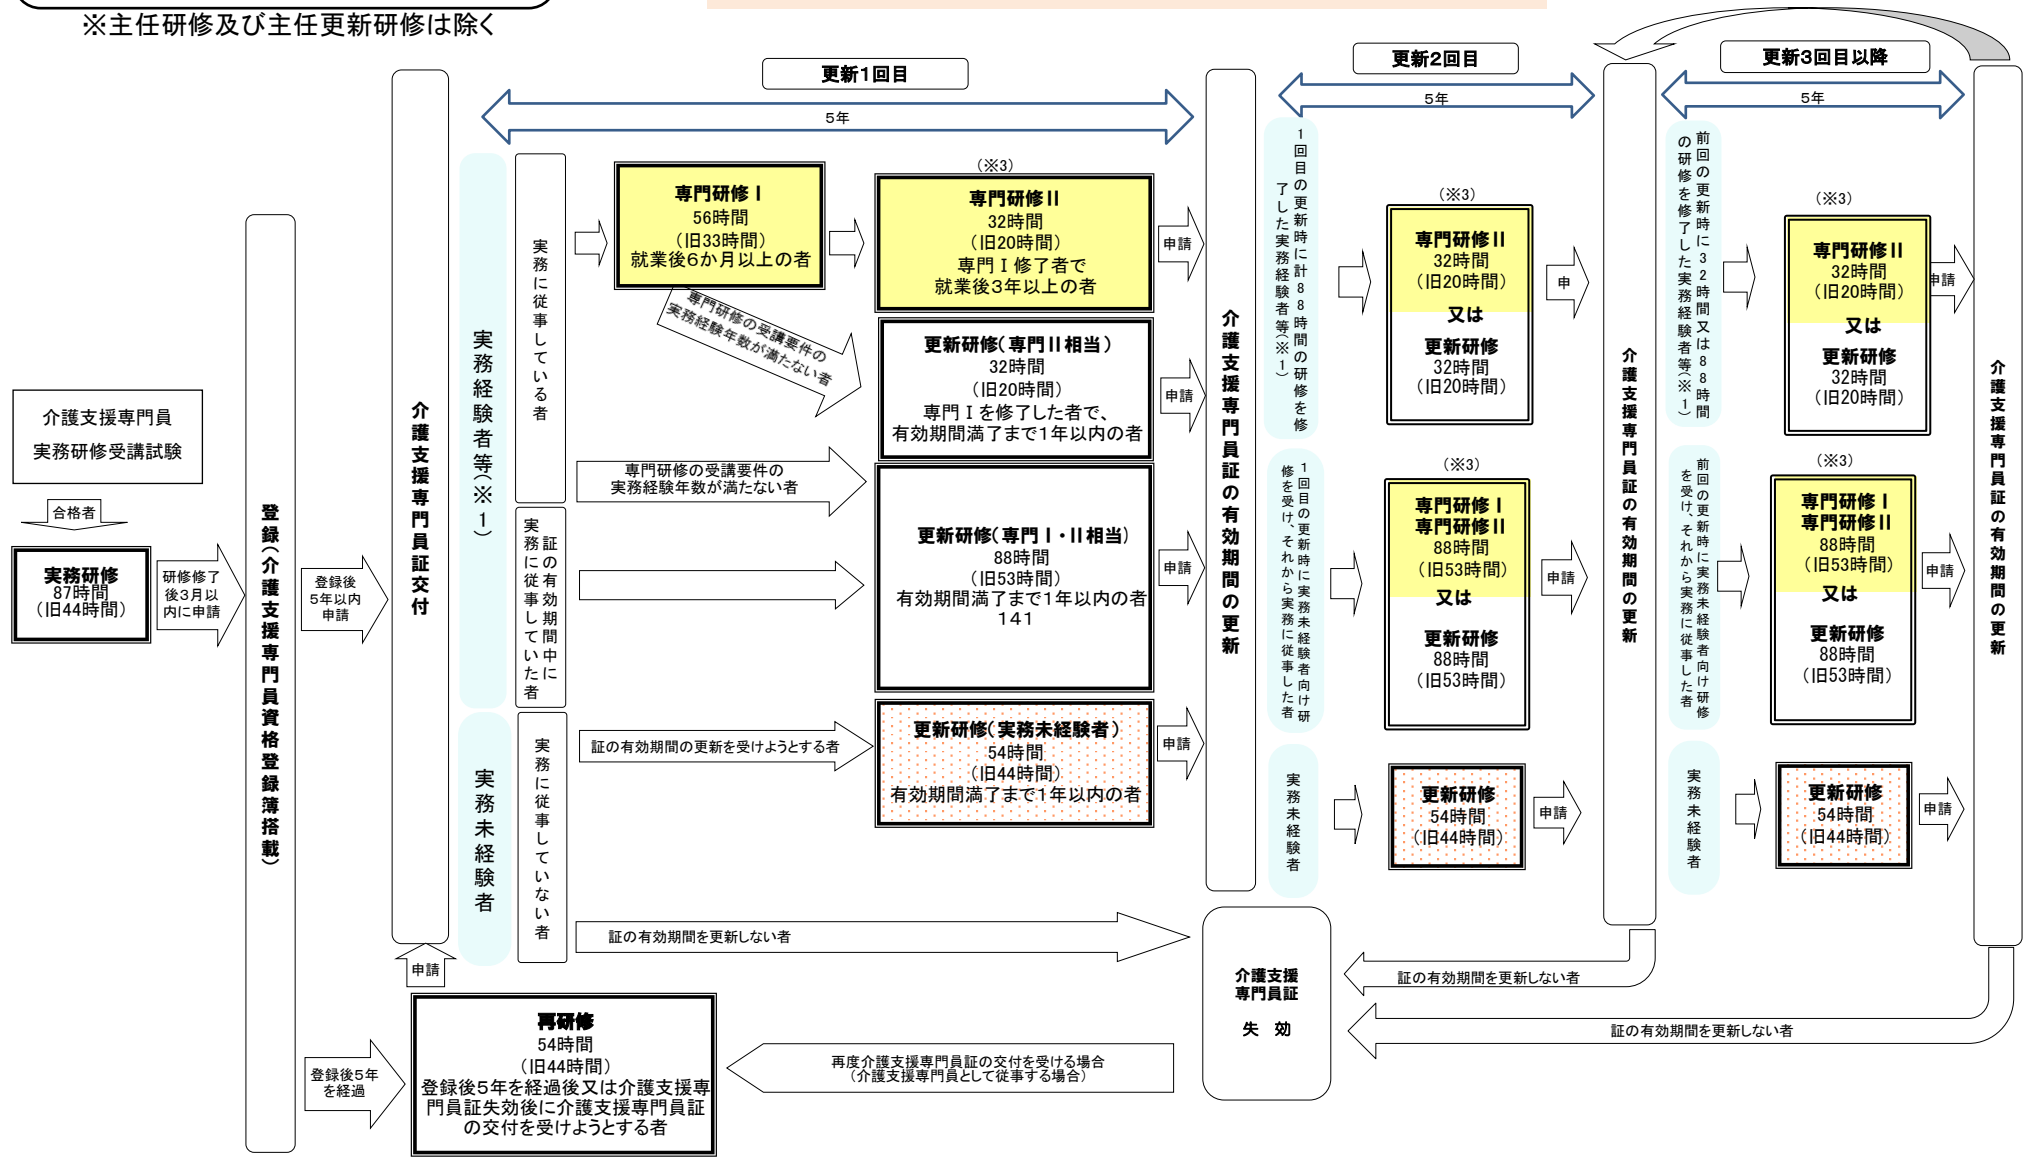 ※主任研修及び主任更新研修は除く
更新1回目
5年
更新2回目
5年
更新3回目以降
5年
介護支援専門員
実務研修受講試験
合格者
実務研修
87時間
(旧44時間)
研修修了
後3月以
内に申請
登録(介護支援専門員資格登録簿搭載)
登録後
5年以内
申請
登録後5年
を経過
介護支援専門員証交付
申請
実務経験者等(※1)
実務未経験者
実務に従事している者
証の有効期間中に
実務に従事していた者
実務に従事していない者
専門研修Ⅰ
56時間
(旧33時間)
就業後6か月以上の者
(※3)
専門研修Ⅱ
32時間
(旧20時間)
専門Ⅰ修了者で
就業後3年以上の者
申請
専門研修の受講要件の
実務経験年数が満たない者
更新研修(専門Ⅱ相当)
32時間
(旧20時間)
専門Ⅰを修了した者で、
有効期間満了まで1年以内の者
申請
専門研修の受講要件の
実務経験年数が満たない者
更新研修(専門Ⅰ・Ⅱ相当)
88時間
(旧53時間)
有効期間満了まで1年以内の者
141
申請
証の有効期間の更新を受けようとする者
更新研修(実務未経験者)
54時間
(旧44時間)
有効期間満了まで1年以内の者
申請
証の有効期間を更新しない者
介護支援専門員証の有効期間の更新
1回目の更新時に計88時間の研修を修
了した実務経験者等(※1)
(※3)
専門研修Ⅱ
32時間
(旧20時間)
又は
更新研修
32時間
(旧20時間)
申
1回目の更新時に実務未経験者向け研
修を受け、それから実務に従事した者
(※3)
専門研修Ⅰ
専門研修Ⅱ
88時間
(旧53時間)
又は
更新研修
88時間
(旧53時間)
申請
実務未経験者
更新研修
54時間
(旧44時間)
申請
介護支援専門員証の有効期間の更新
前回の更新時に32時間又は88時間
の研修を修了した実務経験者等(※1)
(※3)
専門研修Ⅱ
32時間
(旧20時間)
又は
更新研修
32時間
(旧20時間)
申請
前回の更新時に実務未経験者向け研修
を受け、それから実務に従事した者
(※3)
専門研修Ⅰ
専門研修Ⅱ
88時間
(旧53時間)
又は
更新研修
88時間
(旧53時間)
申請
実務未経験者
更新研修
54時間
(旧44時間)
申請
介護支援専門員証の有効期間の更新
介護支援
専門員証
失 効
証の有効期間を更新しない者
証の有効期間を更新しない者
再度介護支援専門員証の交付を受ける場合
(介護支援専門員として従事する場合)
再研修
54時間
(旧44時間)
登録後5年を経過後又は介護支援専
門員証失効後に介護支援専門員証
の交付を受けようとする者